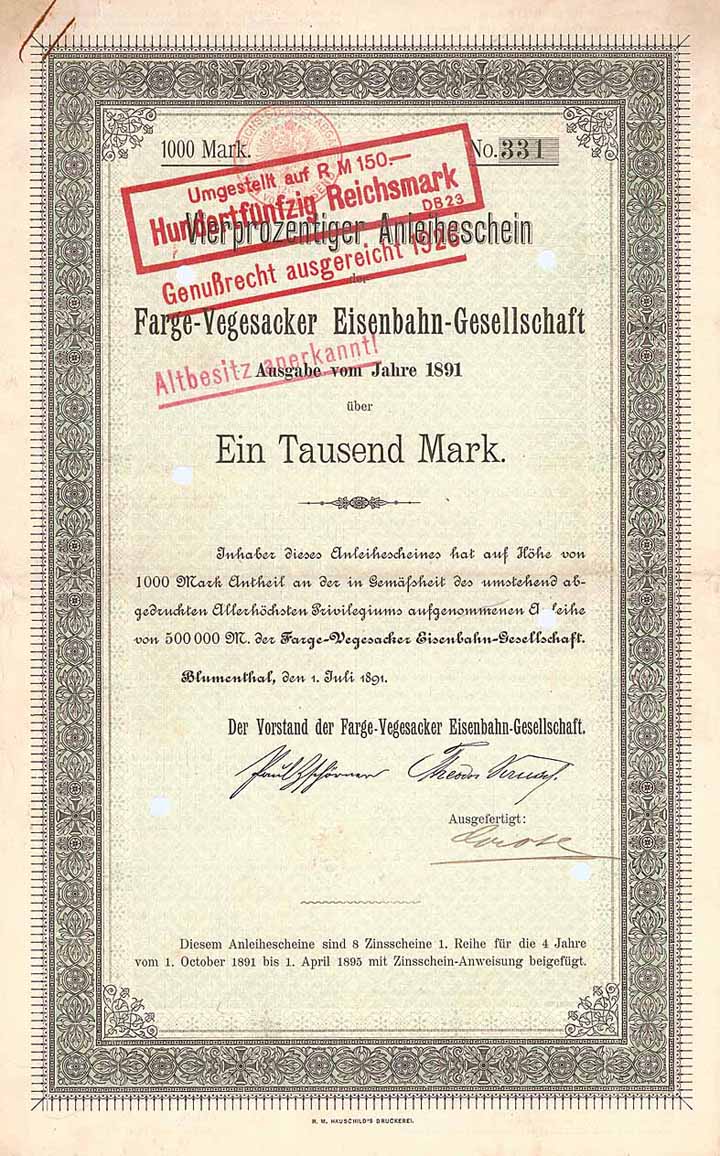 1000 Mark. No. 331
Umgestellt auf R M 150.—
Hundertfünfzig Reichsmark
DB23
Vierprozentiger Anleiheschein
Genußrecht ausgereicht 1926
der
Farge-Vegesacker Eisenbahn-Gesellschaft
Altbesitz anerkannt!
Ausgabe vom Jahre 1891
über
Ein Tausend Mark.
Inhaber dieses Anleihescheines hat auf Höhe von
1000 Mark Antheil an der in Gemäſsheit des umstehend ab-
gedruckten Allerhöchsten Privilegiums aufgenommenen Anleihe
von 500 000 M. der Farge-Vegesacker Eisenbahn-Gesellschaft.
Blumenthal, den 1. Juli 1891.
Der Vorstand der Farge-Vegesacker Eisenbahn-Gesellschaft.
Ausgefertigt:
Diesem Anleihescheine sind 8 Zinsscheine 1. Reihe für die 4 Jahre
vom 1. October 1891 bis 1. April 1895 mit Zinsschein-Anweisung beigefügt.
H. M. HAUSCHILD'S DRUCKEREI.